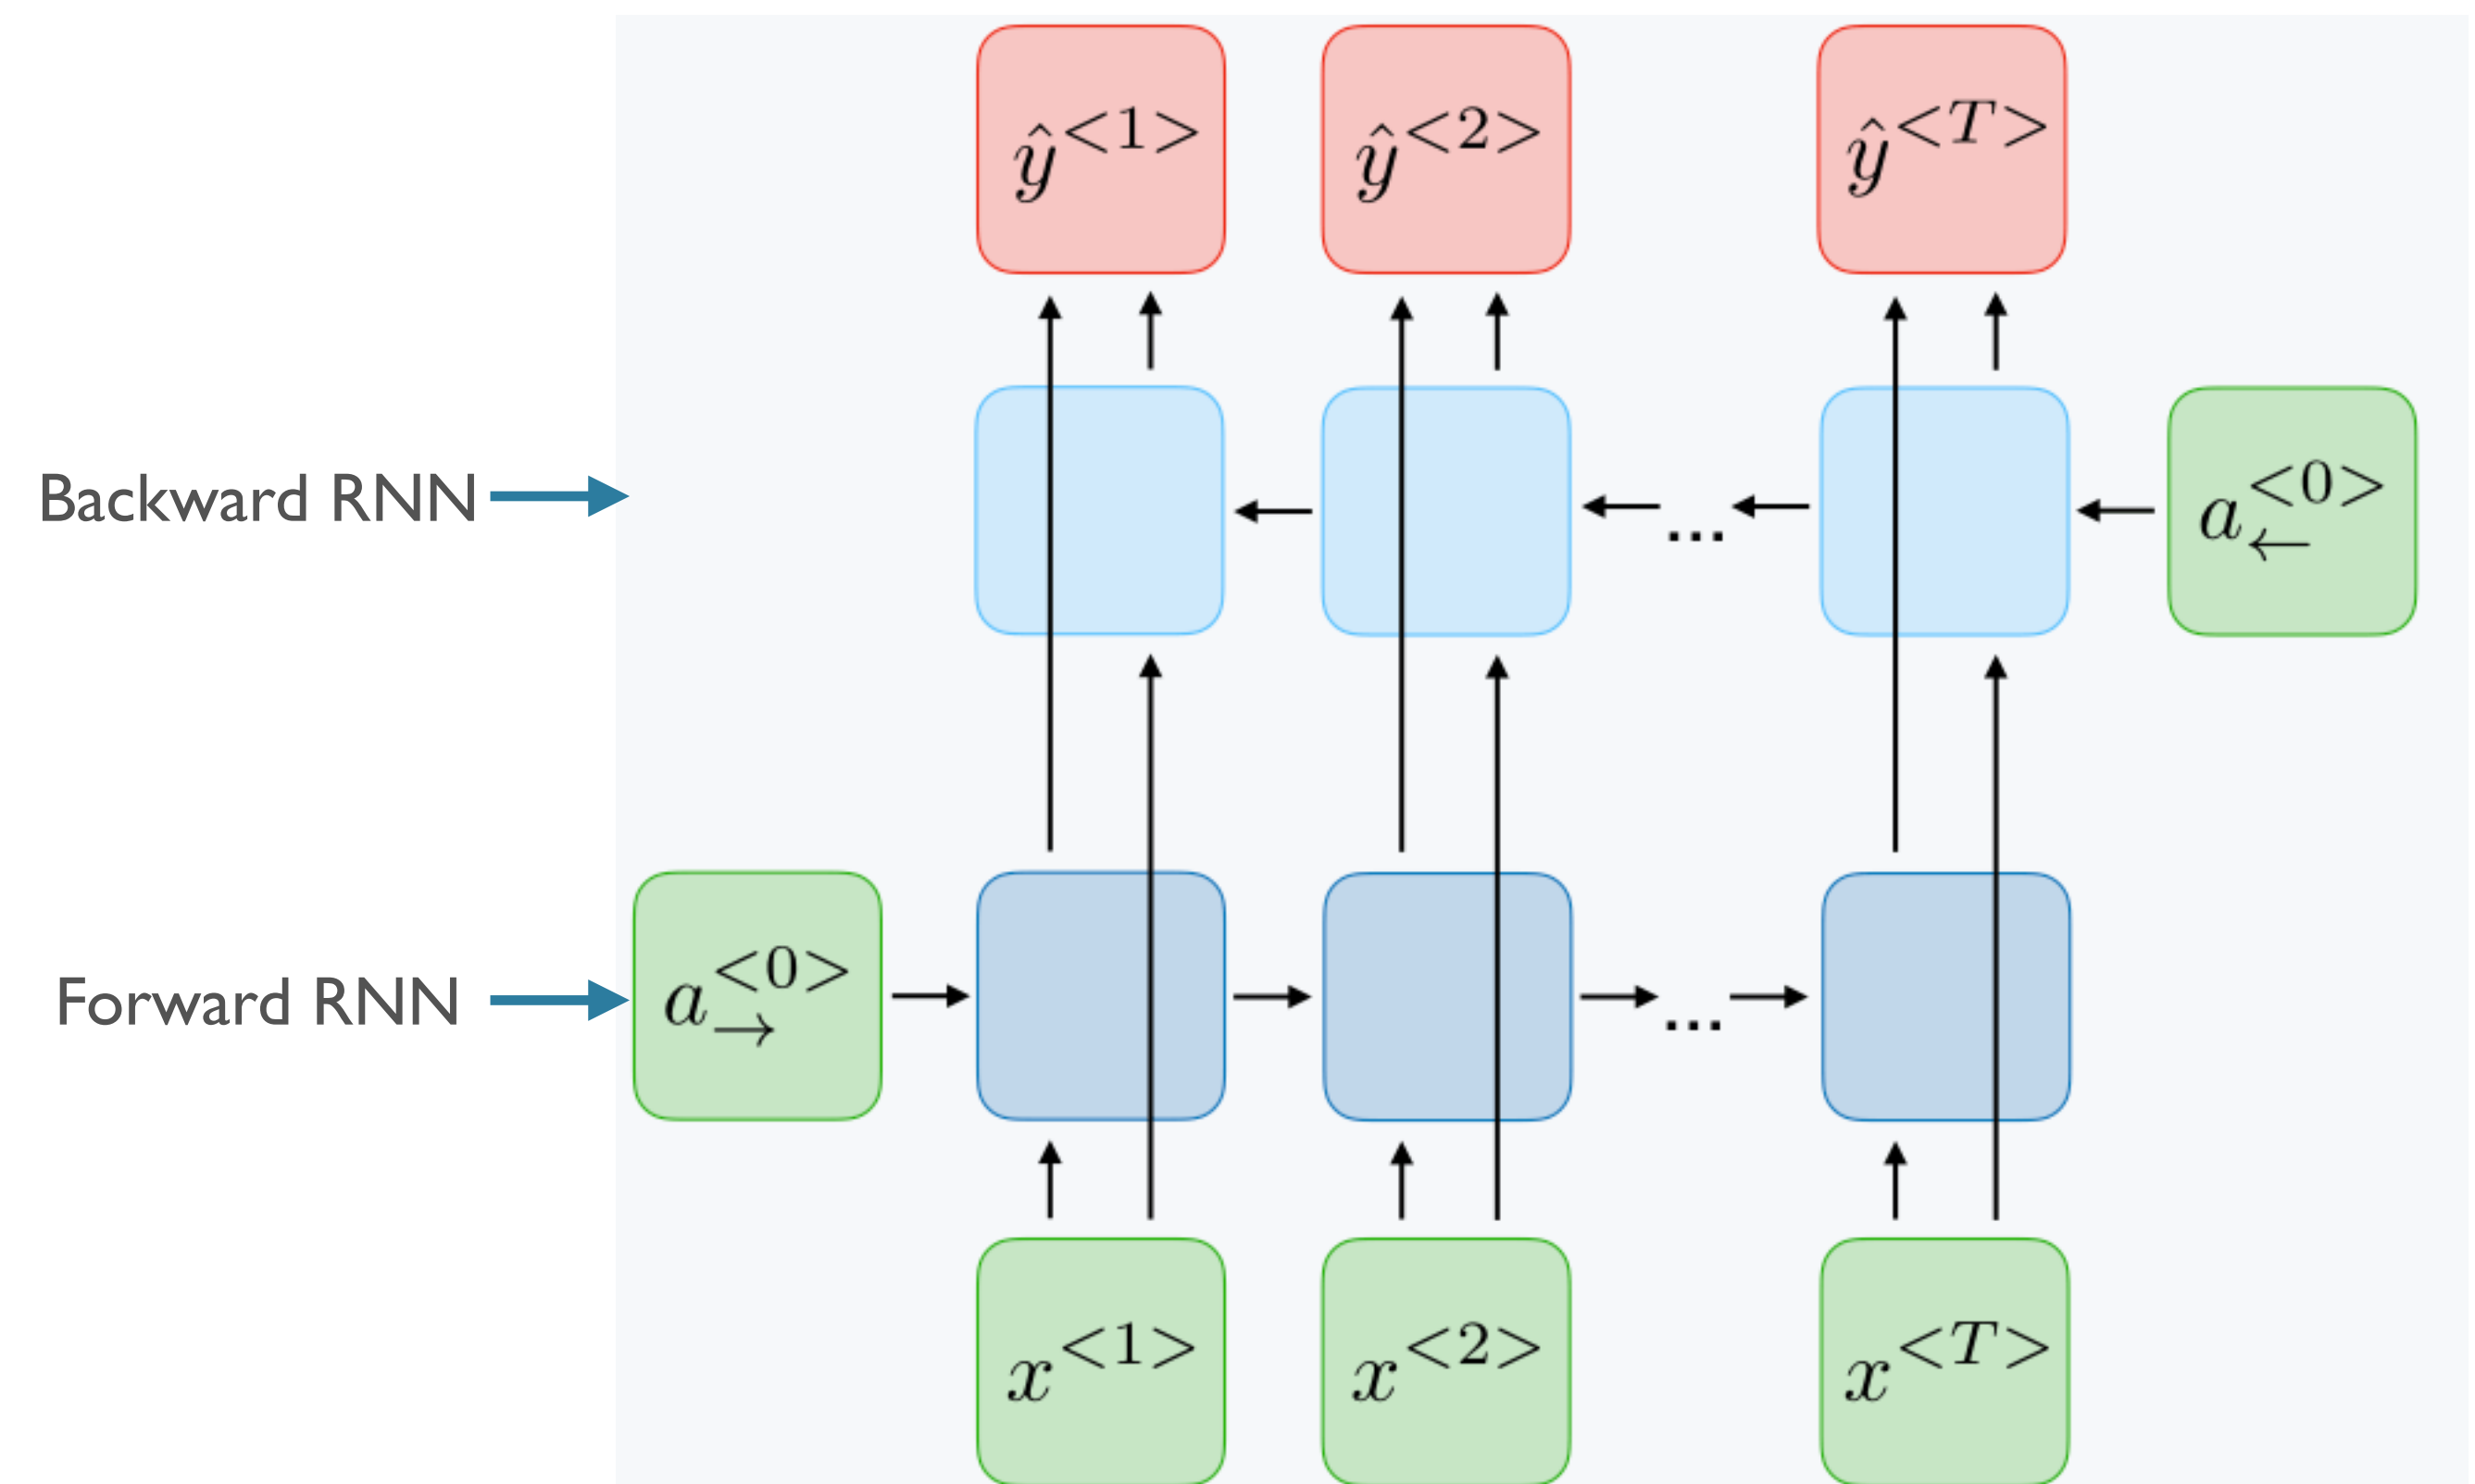 ŷ<1> ŷ<2> ŷ<T>
Backward RNN
... a←<0>
Forward RNN
a→<0> ...
x<1> x<2> x<T>